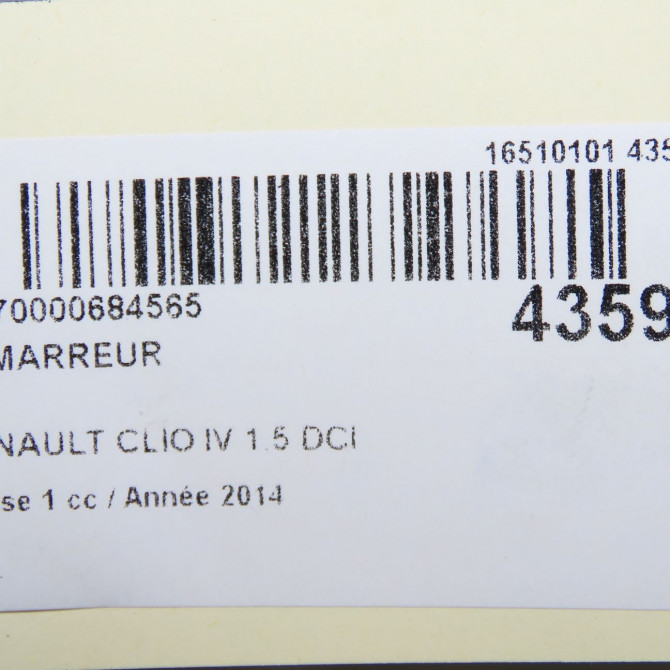 16510101 435
70000684565
4359
MARREUR
NAULT CLIO IV 1.5 DCI
se 1 cc / Année 2014